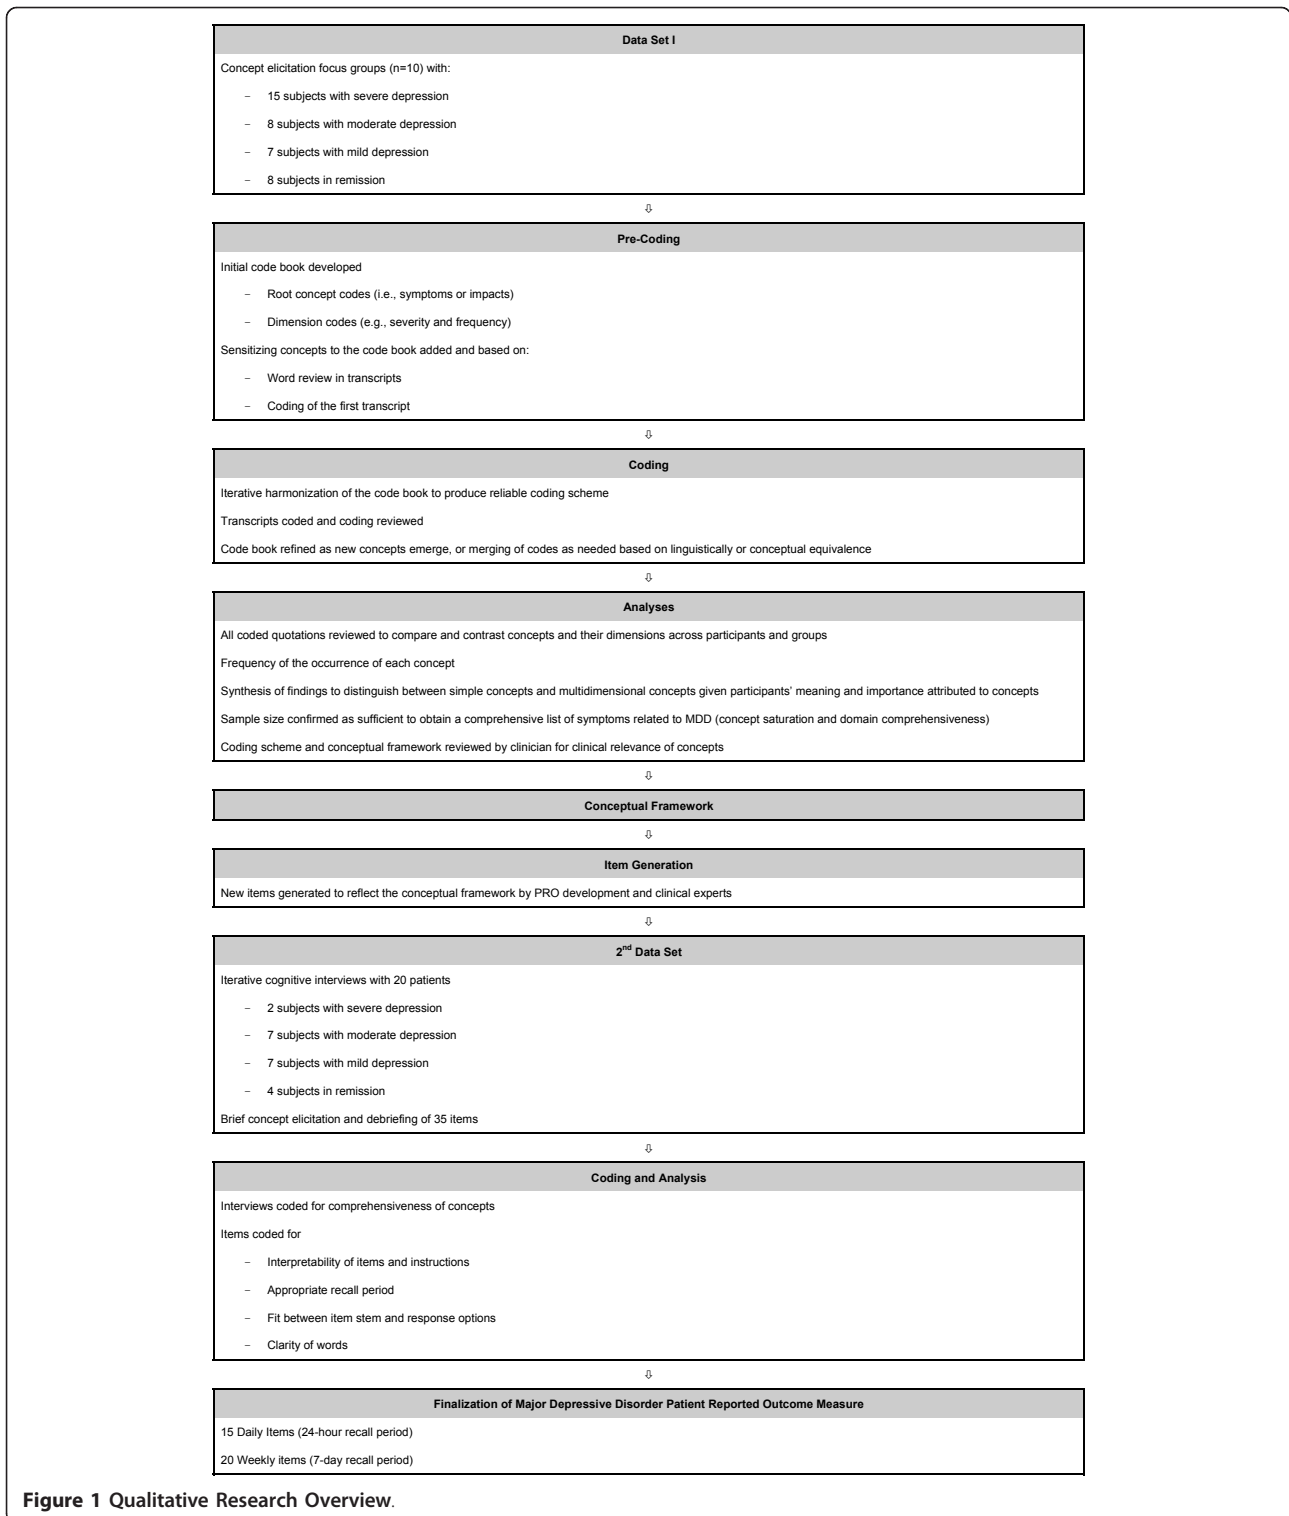 Data Set I
Concept elicitation focus groups (n=10) with:
– 15 subjects with severe depression
– 8 subjects with moderate depression
– 7 subjects with mild depression
– 8 subjects in remission
⇩
Pre-Coding
Initial code book developed
– Root concept codes (i.e., symptoms or impacts)
– Dimension codes (e.g., severity and frequency)
Sensitizing concepts to the code book added and based on:
– Word review in transcripts
– Coding of the first transcript
⇩
Coding
Iterative harmonization of the code book to produce reliable coding scheme
Transcripts coded and coding reviewed
Code book refined as new concepts emerge, or merging of codes as needed based on linguistically or conceptual equivalence
⇩
Analyses
All coded quotations reviewed to compare and contrast concepts and their dimensions across participants and groups
Frequency of the occurrence of each concept
Synthesis of findings to distinguish between simple concepts and multidimensional concepts given participants' meaning and importance attributed to concepts
Sample size confirmed as sufficient to obtain a comprehensive list of symptoms related to MDD (concept saturation and domain comprehensiveness)
Coding scheme and conceptual framework reviewed by clinician for clinical relevance of concepts
⇩
Conceptual Framework
⇩
Item Generation
New items generated to reflect the conceptual framework by PRO development and clinical experts
⇩
2nd Data Set
Iterative cognitive interviews with 20 patients
– 2 subjects with severe depression
– 7 subjects with moderate depression
– 7 subjects with mild depression
– 4 subjects in remission
Brief concept elicitation and debriefing of 35 items
⇩
Coding and Analysis
Interviews coded for comprehensiveness of concepts
Items coded for
– Interpretability of items and instructions
– Appropriate recall period
– Fit between item stem and response options
– Clarity of words
⇩
Finalization of Major Depressive Disorder Patient Reported Outcome Measure
15 Daily Items (24-hour recall period)
20 Weekly items (7-day recall period)
Figure 1 Qualitative Research Overview.